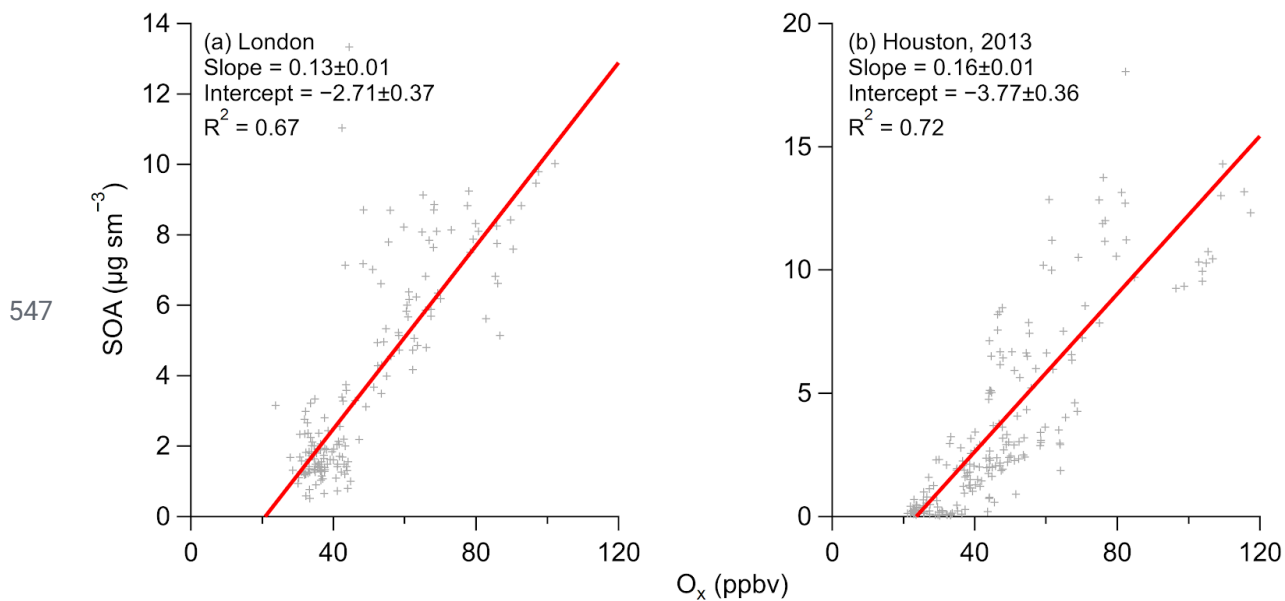 547
SOA (µg sm⁻³)
14
12
10
8
6
4
2
0
(a) London
Slope = 0.13±0.01
Intercept = −2.71±0.37
R² = 0.67
0
40
80
120
20
15
10
5
0
(b) Houston, 2013
Slope = 0.16±0.01
Intercept = −3.77±0.36
R² = 0.72
0
40
80
120
Oₓ (ppbv)